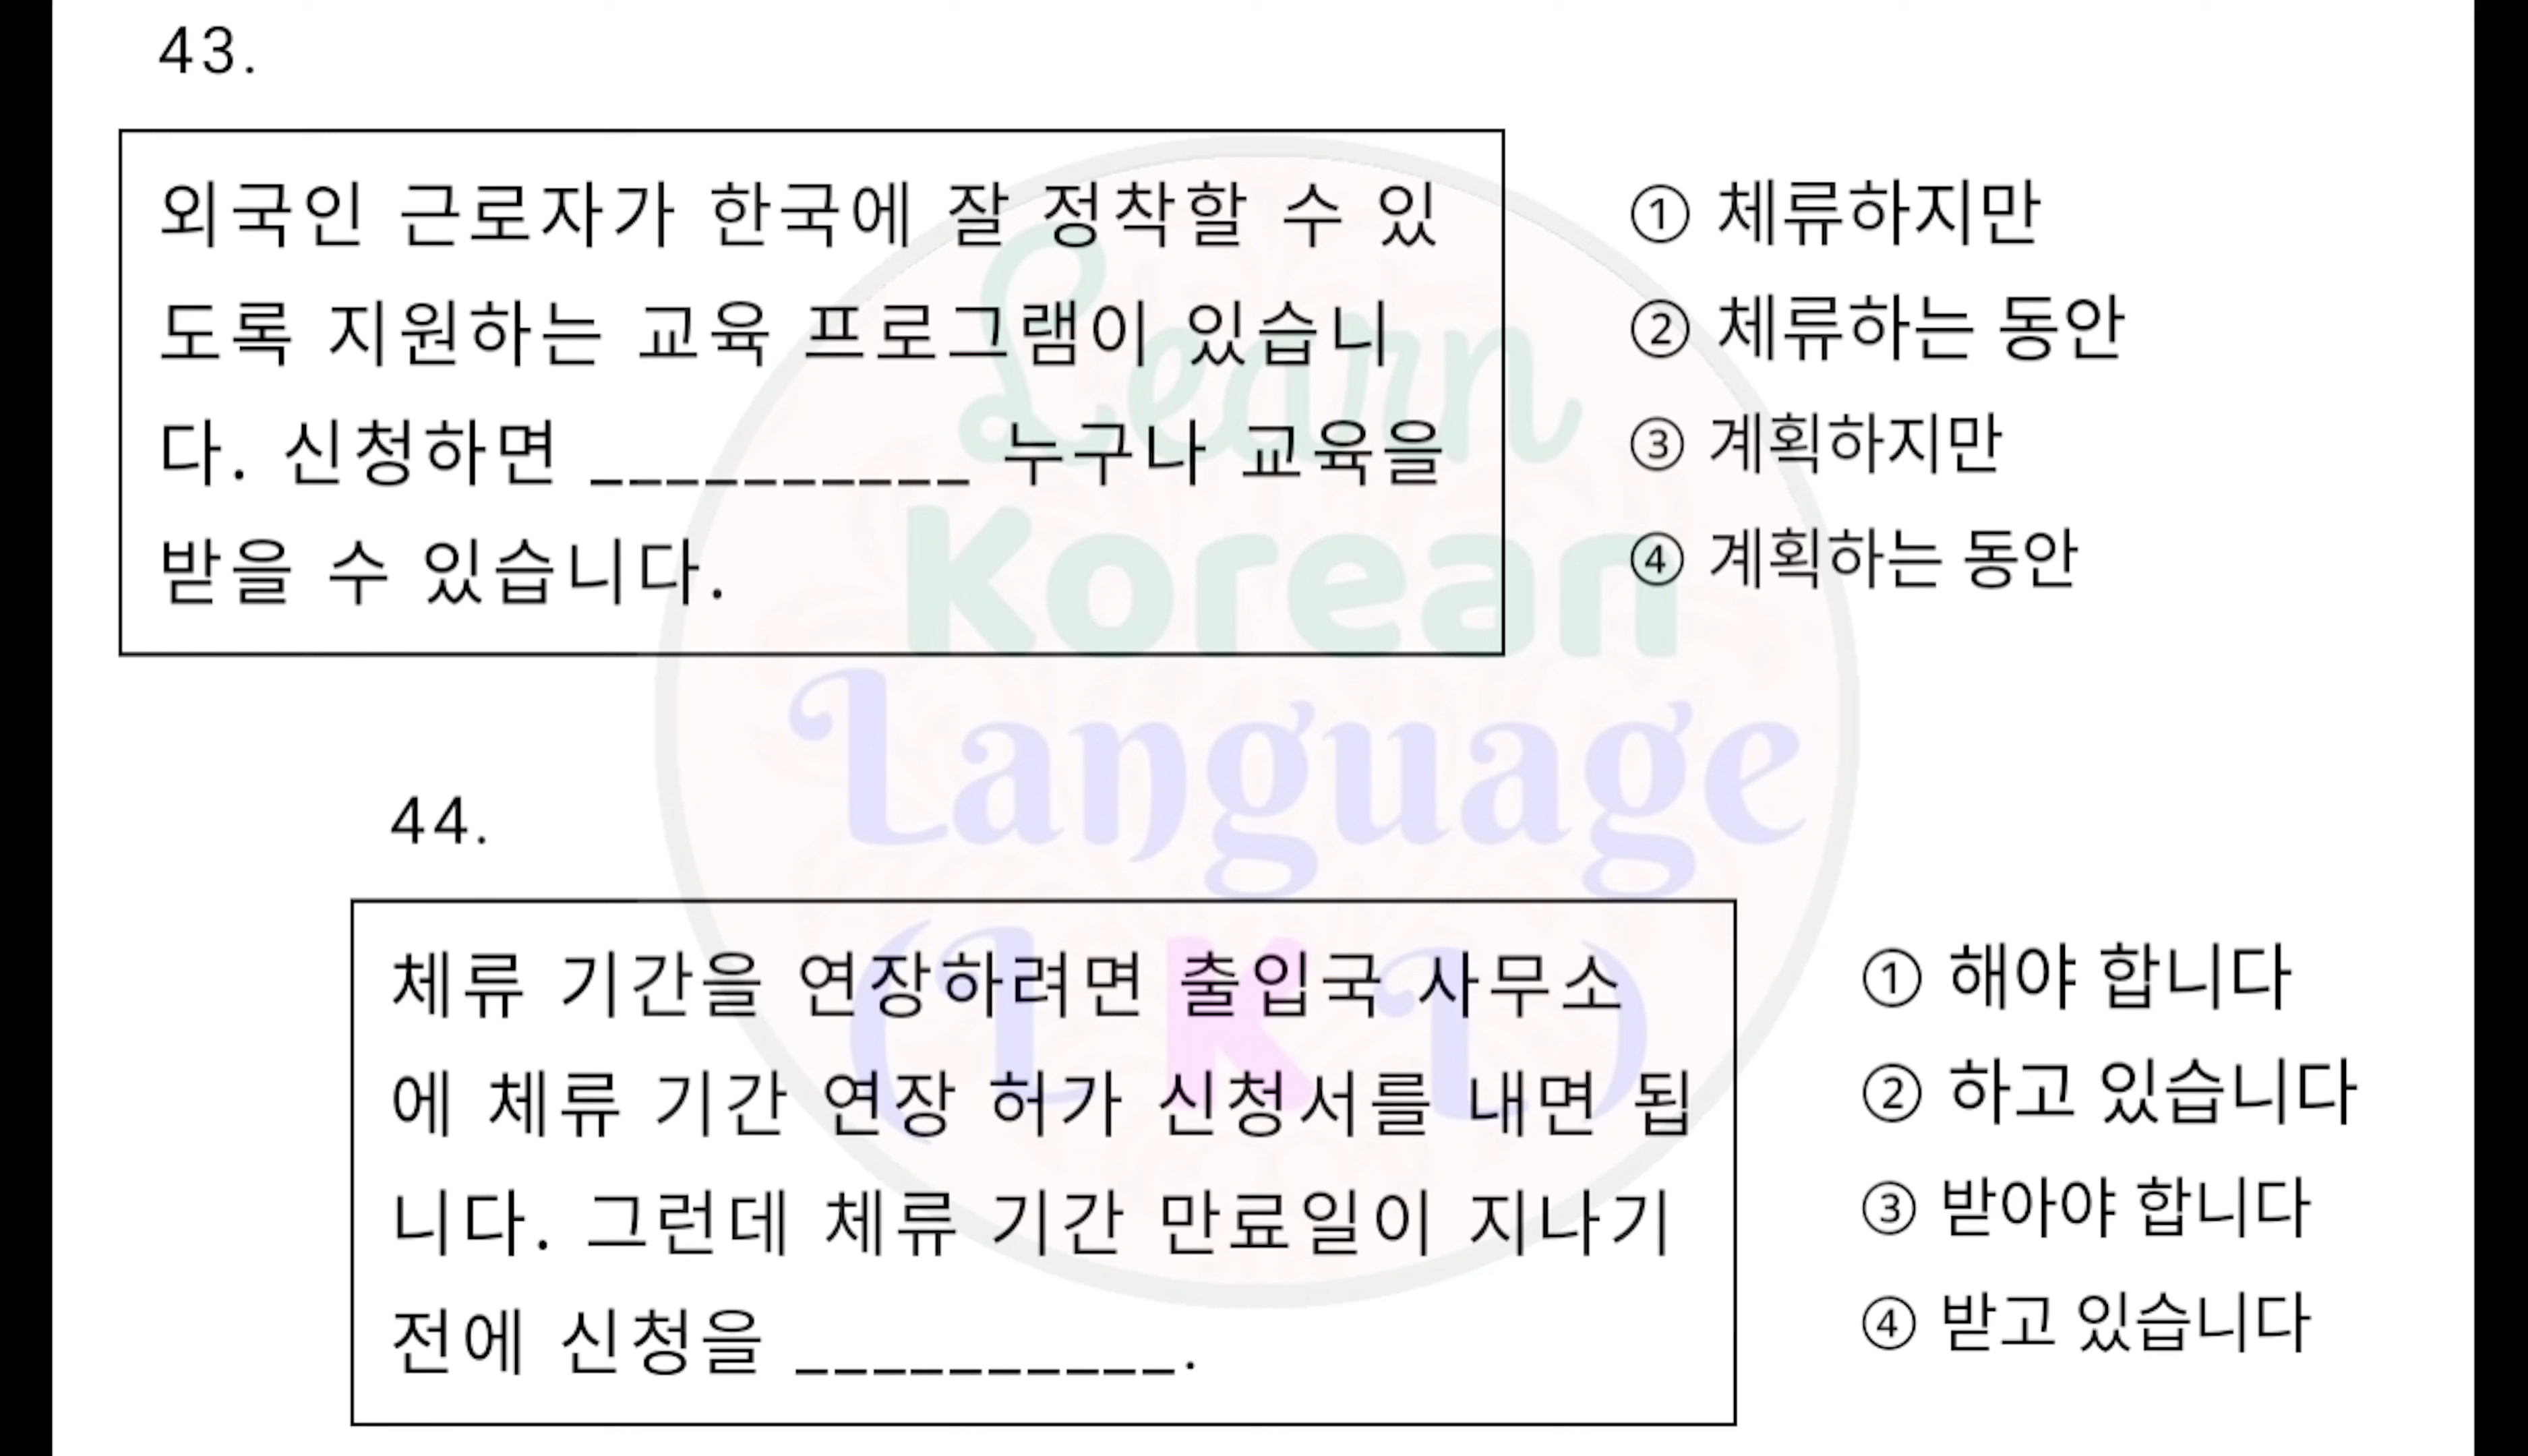 43.
외국인 근로자가 한국에 잘 정착할 수 있
도록 지원하는 교육 프로그램이 있습니
다. 신청하면 __________ 누구나 교육을
받을 수 있습니다.
① 체류하지만
② 체류하는 동안
③ 계획하지만
④ 계획하는 동안
Learn
Korean
Language
(L K L)
44.
체류 기간을 연장하려면 출입국 사무소
에 체류 기간 연장 허가 신청서를 내면 됩
니다. 그런데 체류 기간 만료일이 지나기
전에 신청을 __________.
① 해야 합니다
② 하고 있습니다
③ 받아야 합니다
④ 받고 있습니다